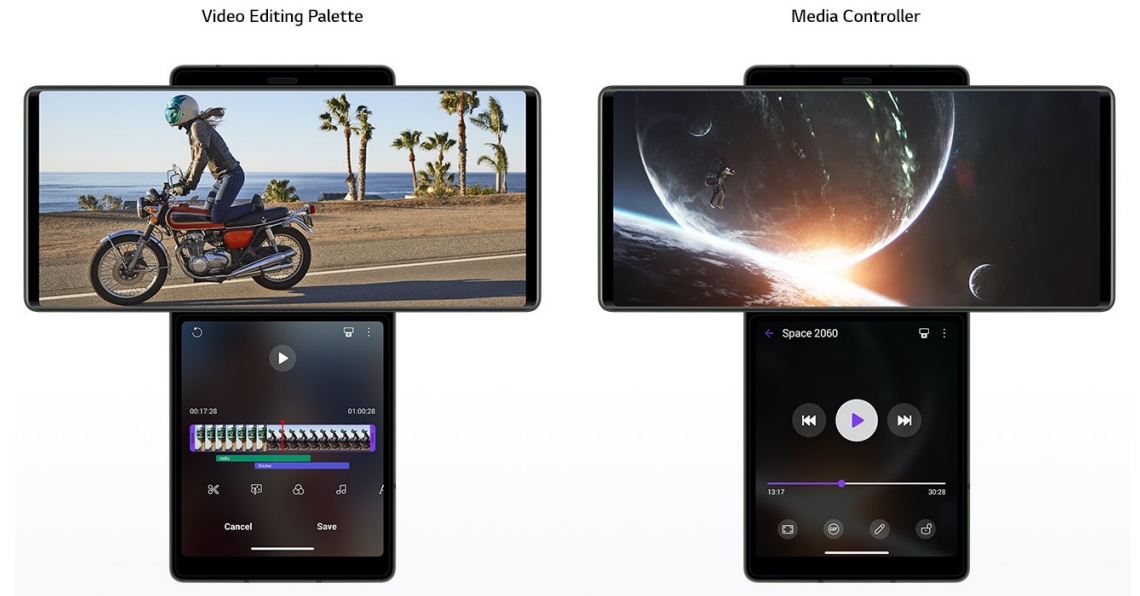 Video Editing Palette
Media Controller
00:17:28
01:00:28
Hello
Sticker
Cancel
Save
Space 2060
13:17
30:28
GIF